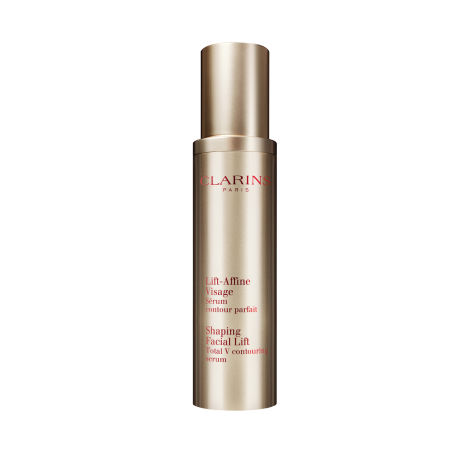 CLARINS
PARIS
Lift-Affine
Visage
Sérum
contour parfait
Shaping
Facial Lift
Total V contouring
serum